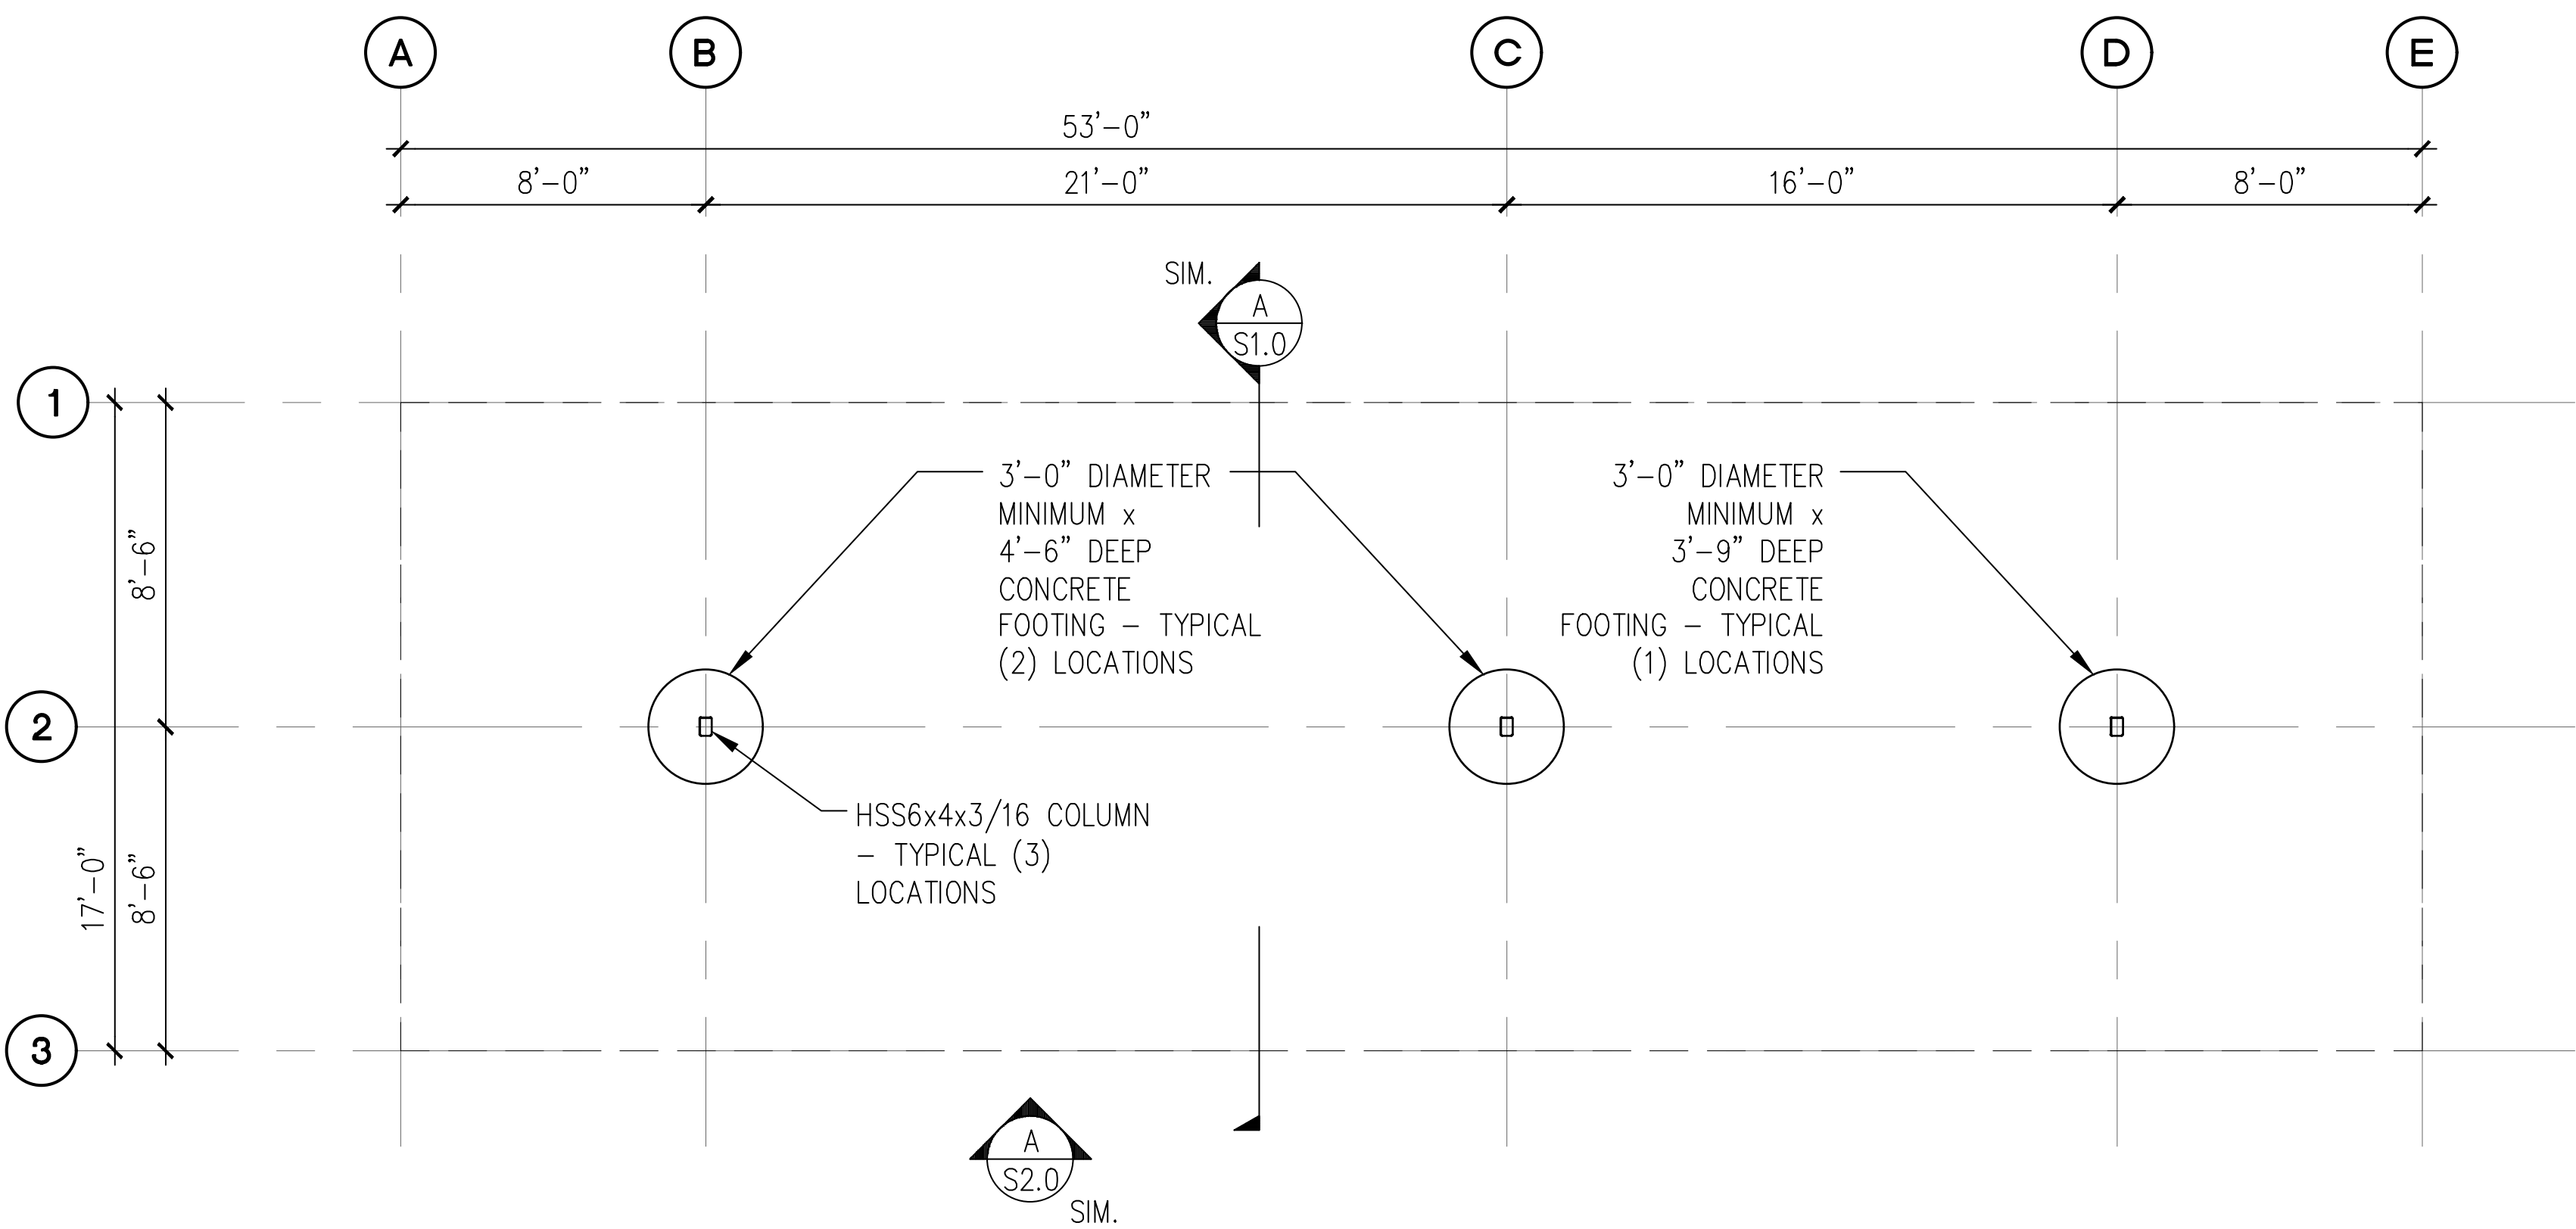 A
B
C
D
E
53'-0"
8'-0"
21'-0"
16'-0"
8'-0"
SIM.
A
S1.0
1
3'-0" DIAMETER
MINIMUM x
4'-6" DEEP
CONCRETE
FOOTING – TYPICAL
(2) LOCATIONS
3'-0" DIAMETER
MINIMUM x
3'-9" DEEP
CONCRETE
FOOTING – TYPICAL
(1) LOCATIONS
8'-6"
2
HSS6x4x3/16 COLUMN
– TYPICAL (3)
LOCATIONS
17'-0"
8'-6"
3
A
S2.0
SIM.